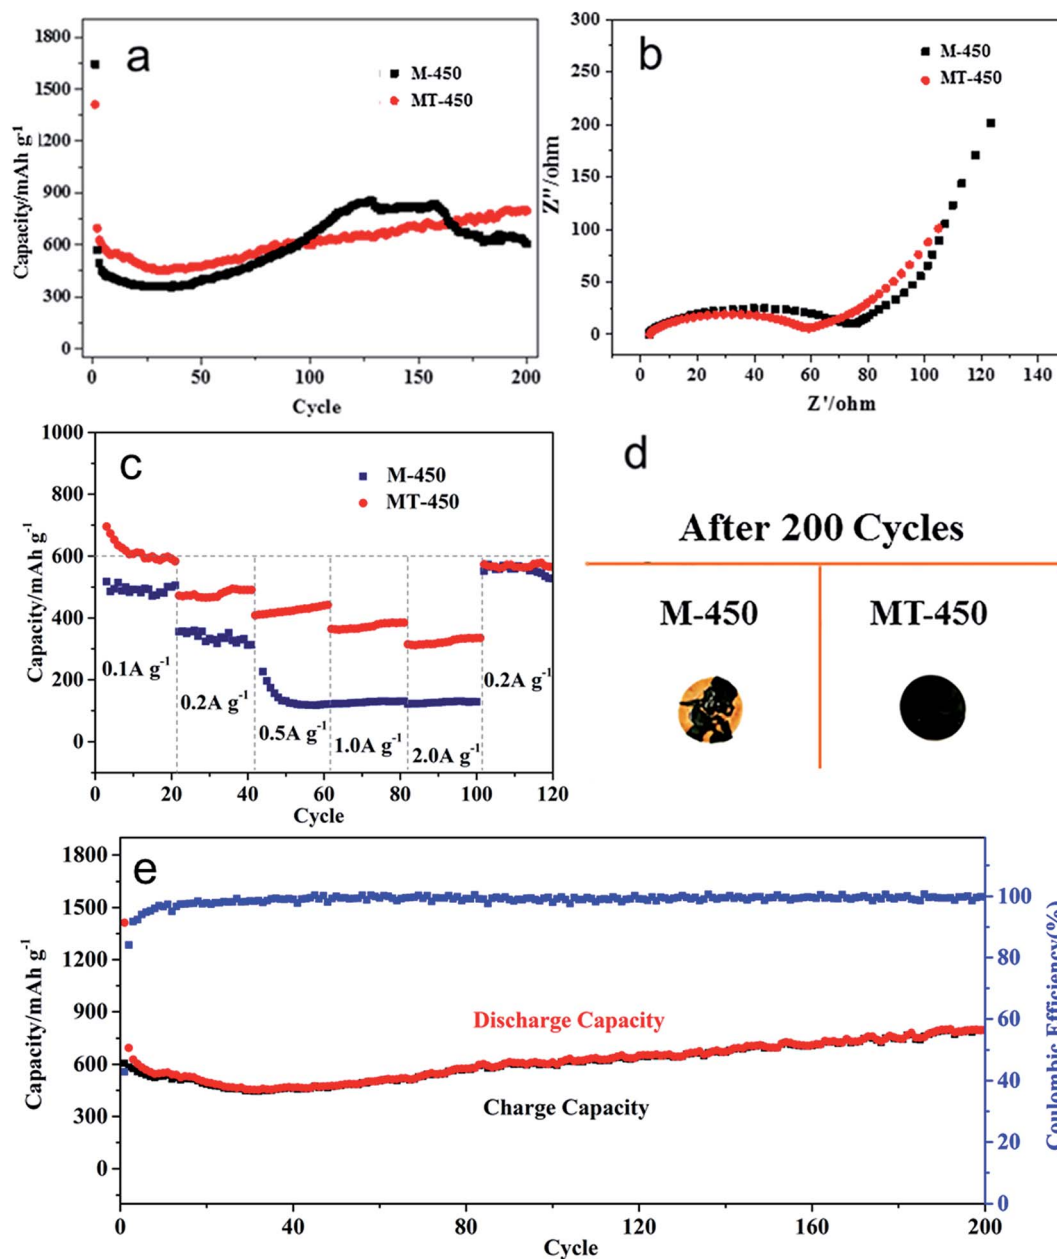 a
M-450
MT-450
Capacity/mAh g⁻¹
1800
1500
1200
900
600
300
0
0
50
100
150
200
Cycle
b
M-450
MT-450
Z''/ohm
300
250
200
150
100
50
0
0
20
40
60
80
100
120
140
Z'/ohm
c
M-450
MT-450
Capacity/mAh g⁻¹
1000
800
600
400
200
0
0.1A g⁻¹
0.2A g⁻¹
0.5A g⁻¹
1.0A g⁻¹
2.0A g⁻¹
0.2A g⁻¹
0
20
40
60
80
100
120
Cycle
d
After 200 Cycles
M-450
MT-450
e
Capacity/mAh g⁻¹
1800
1500
1200
900
600
300
0
Discharge Capacity
Charge Capacity
100
80
60
40
20
0
Coulombic Efficiency(%)
0
40
80
120
160
200
Cycle